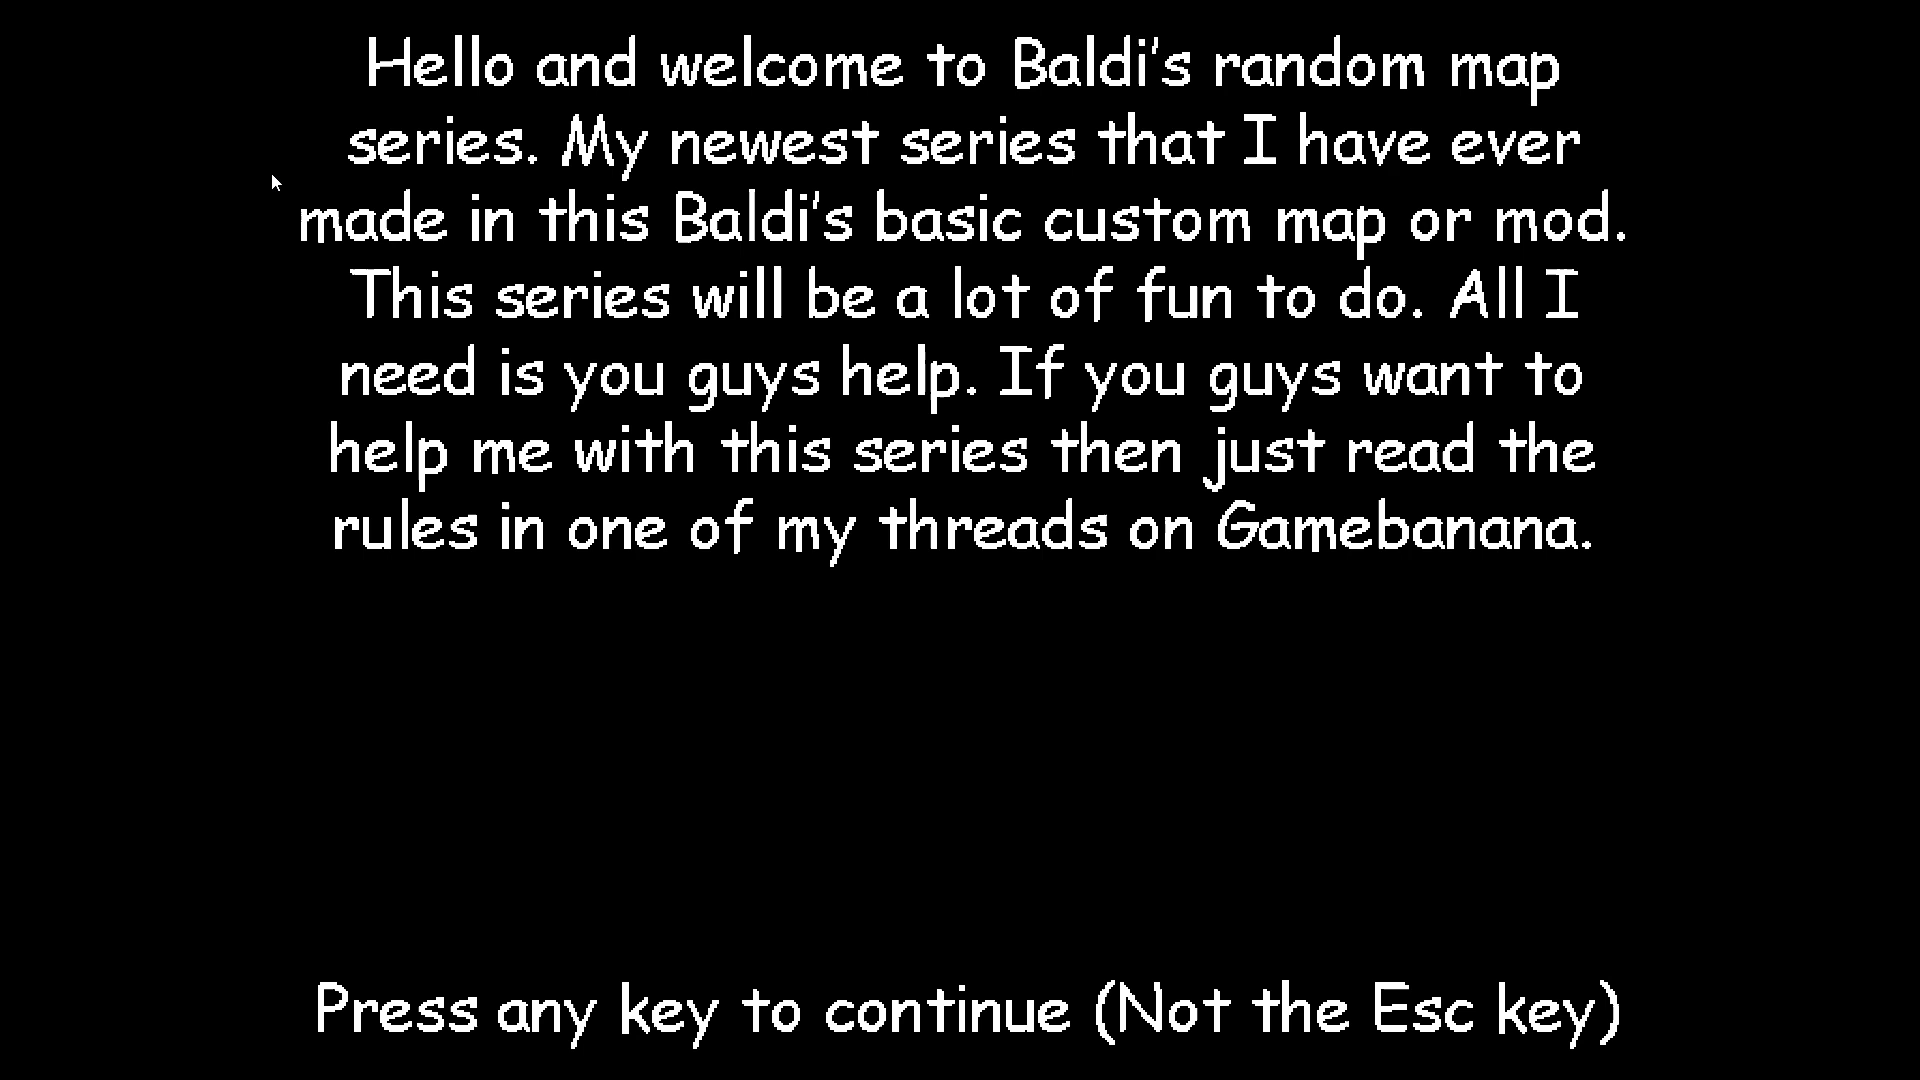 Hello and welcome to Baldi's random map
series. My newest series that I have ever
made in this Baldi's basic custom map or mod.
This series will be a lot of fun to do. All I
need is you guys help. If you guys want to
help me with this series then just read the
rules in one of my threads on Gamebanana.
Press any key to continue (Not the Esc key)